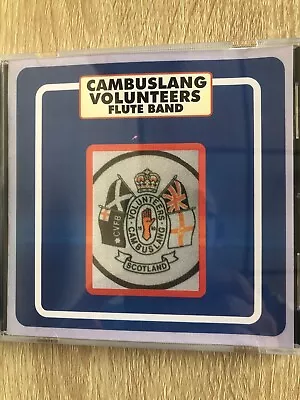 CAMBUSLANG
VOLUNTEERS
FLUTE BAND
VOLUNTEERS
CVFB
CAMBUSLANG
SCOTLAND